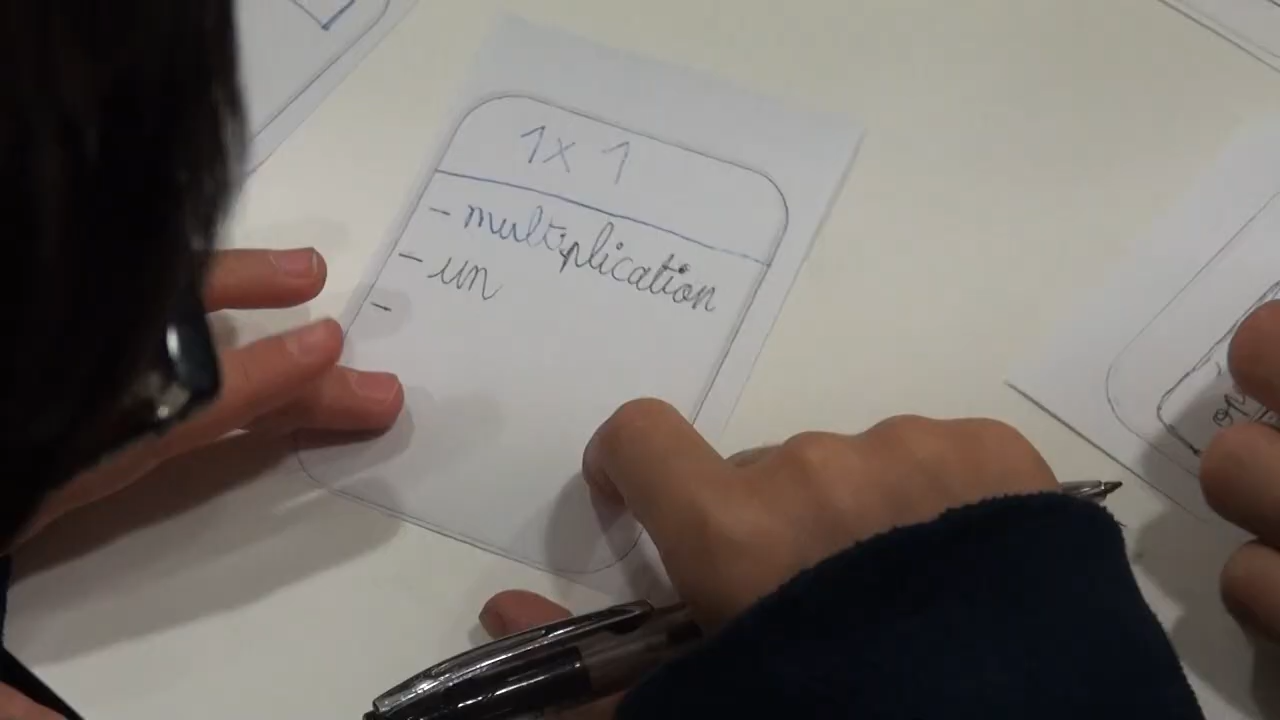 1x 1
- multiplication
- un
-